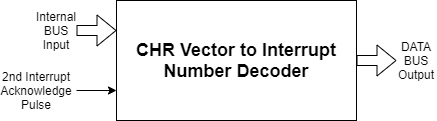 Internal
BUS
Input
CHR Vector to Interrupt
Number Decoder
DATA
BUS
Output
2nd Interrupt
Acknowledge
Pulse